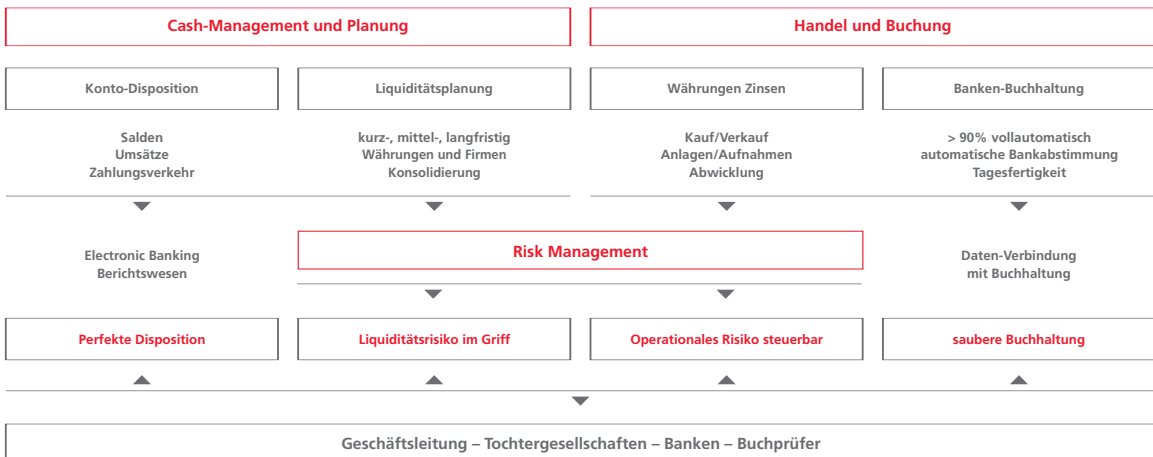 Cash-Management und Planung
Handel und Buchung
Konto-Disposition
Liquiditätsplanung
Währungen Zinsen
Banken-Buchhaltung
Salden
Umsätze
Zahlungsverkehr
kurz-, mittel-, langfristig
Währungen und Firmen
Konsolidierung
Kauf/Verkauf
Anlagen/Aufnahmen
Abwicklung
> 90% vollautomatisch
automatische Bankabstimmung
Tagesfertigkeit
Electronic Banking
Berichtswesen
Risk Management
Daten-Verbindung
mit Buchhaltung
Perfekte Disposition
Liquiditätsrisiko im Griff
Operationales Risiko steuerbar
saubere Buchhaltung
Geschäftsleitung – Tochtergesellschaften – Banken – Buchprüfer